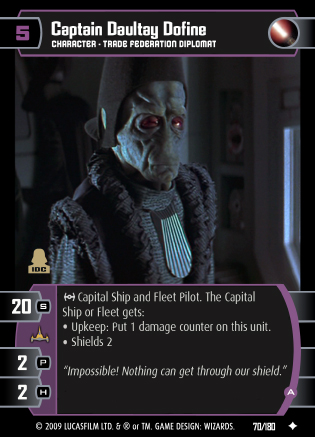 5
Captain Daultay Dofine
CHARACTER • TRADE FEDERATION DIPLOMAT
IDC
20 S
2 P
2 H
Capital Ship and Fleet Pilot. The Capital
Ship or Fleet gets:
• Upkeep: Put 1 damage counter on this unit.
• Shields 2
“Impossible! Nothing can get through our shield.”
A
© 2009 LUCASFILM LTD. & ® or TM. GAME DESIGN: WIZARDS. 70/180